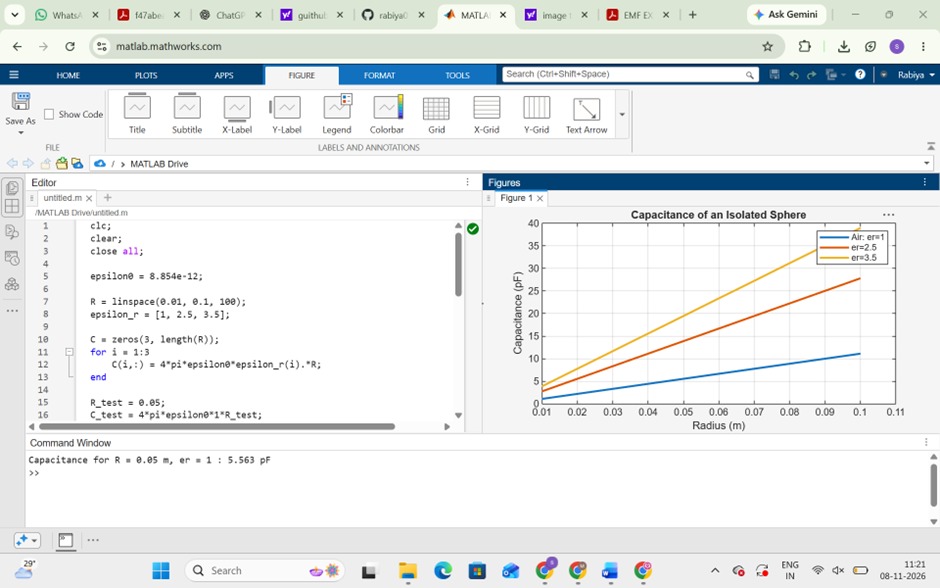 WhatsA
f47abe
ChatGP
guithub
rabiya0
MATLA
image t
EMF EX
Ask Gemini
matlab.mathworks.com
S
HOME PLOTS APPS FIGURE FORMAT TOOLS
Search (Ctrl+Shift+Space)
Rabiya
Save As
Show Code
Title Subtitle X-Label Y-Label Legend Colorbar Grid X-Grid Y-Grid Text Arrow
FILE
LABELS AND ANNOTATIONS
/ > MATLAB Drive
Editor
untitled.m
/MATLAB Drive/untitled.m
1 clc;
2 clear;
3 close all;
4
5 epsilon0 = 8.854e-12;
6
7 R = linspace(0.01, 0.1, 100);
8 epsilon_r = [1, 2.5, 3.5];
9
10 C = zeros(3, length(R));
11 for i = 1:3
12 C(i,:) = 4*pi*epsilon0*epsilon_r(i).*R;
13 end
14
15 R_test = 0.05;
16 C_test = 4*pi*epsilon0*1*R_test;
Figures
Figure 1
Capacitance of an Isolated Sphere
Air: er=1
er=2.5
er=3.5
Capacitance (pF)
40
35
30
25
20
15
10
5
0
0.01 0.02 0.03 0.04 0.05 0.06 0.07 0.08 0.09 0.1 0.11
Radius (m)
Command Window
Capacitance for R = 0.05 m, er = 1 : 5.563 pF
>>
29°
Search
ENG
IN
11:21
08-11-2026